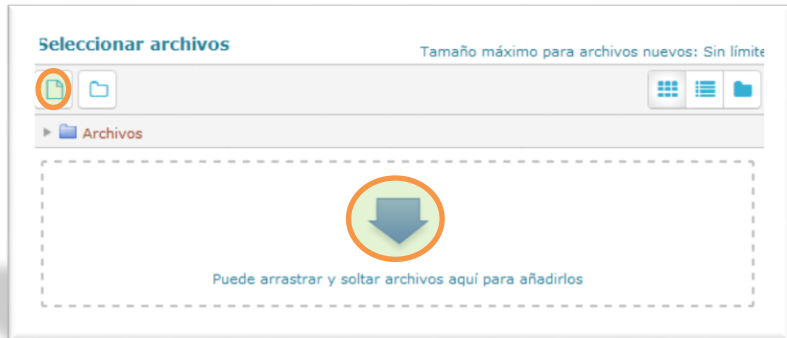 Seleccionar archivos
Tamaño máximo para archivos nuevos: Sin límite
Archivos
Puede arrastrar y soltar archivos aquí para añadirlos